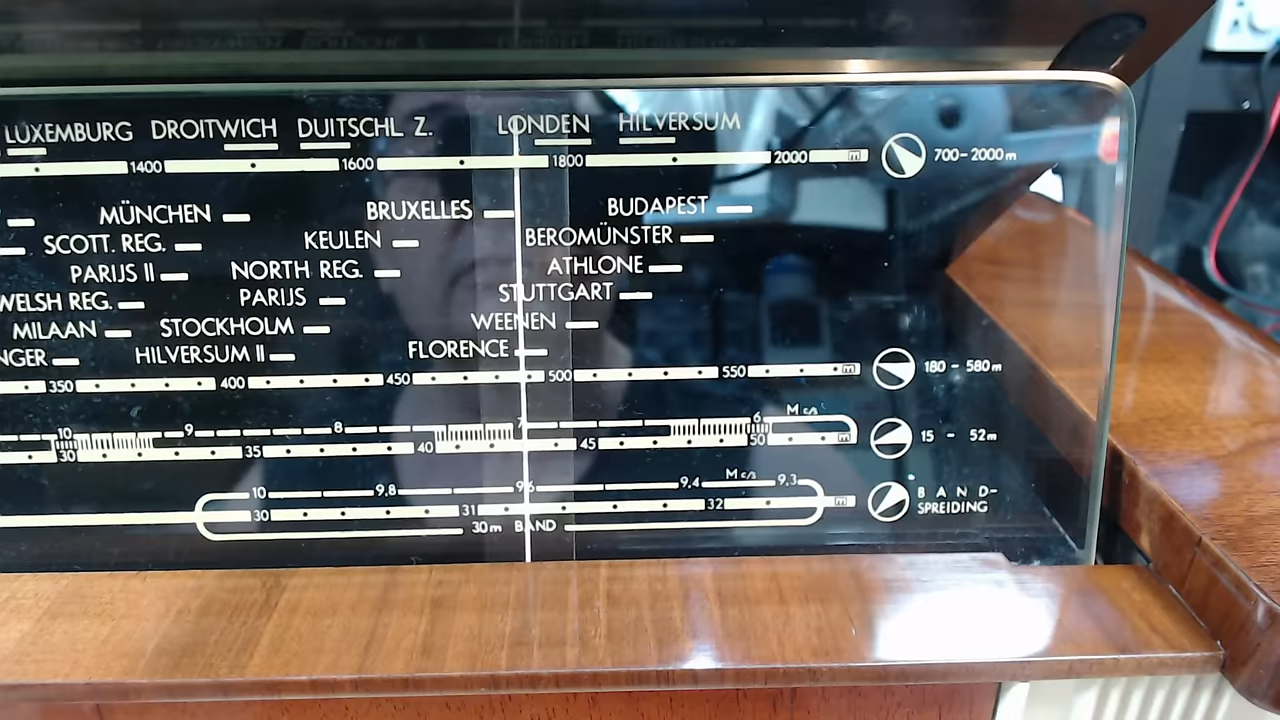 LUXEMBURG DROITWICH DUITSCHL Z. LONDEN HILVERSUM
1400 1600 1800 2000 m 700-2000 m
MÜNCHEN BRUXELLES BUDAPEST
SCOTT. REG. KEULEN BEROMÜNSTER
PARIJS II NORTH REG. ATHLONE
WELSH REG. PARIJS STUTTGART
MILAAN STOCKHOLM WEENEN
NGER HILVERSUM II FLORENCE
350 400 450 500 550 m 180 - 580 m
10 9 8 7 6 M c/s
30 35 40 45 50 m 15 - 52 m
10 9,8 9,6 9,4 M c/s 9,3
30 31 32 m BAND-
SPREIDING
30 m BAND